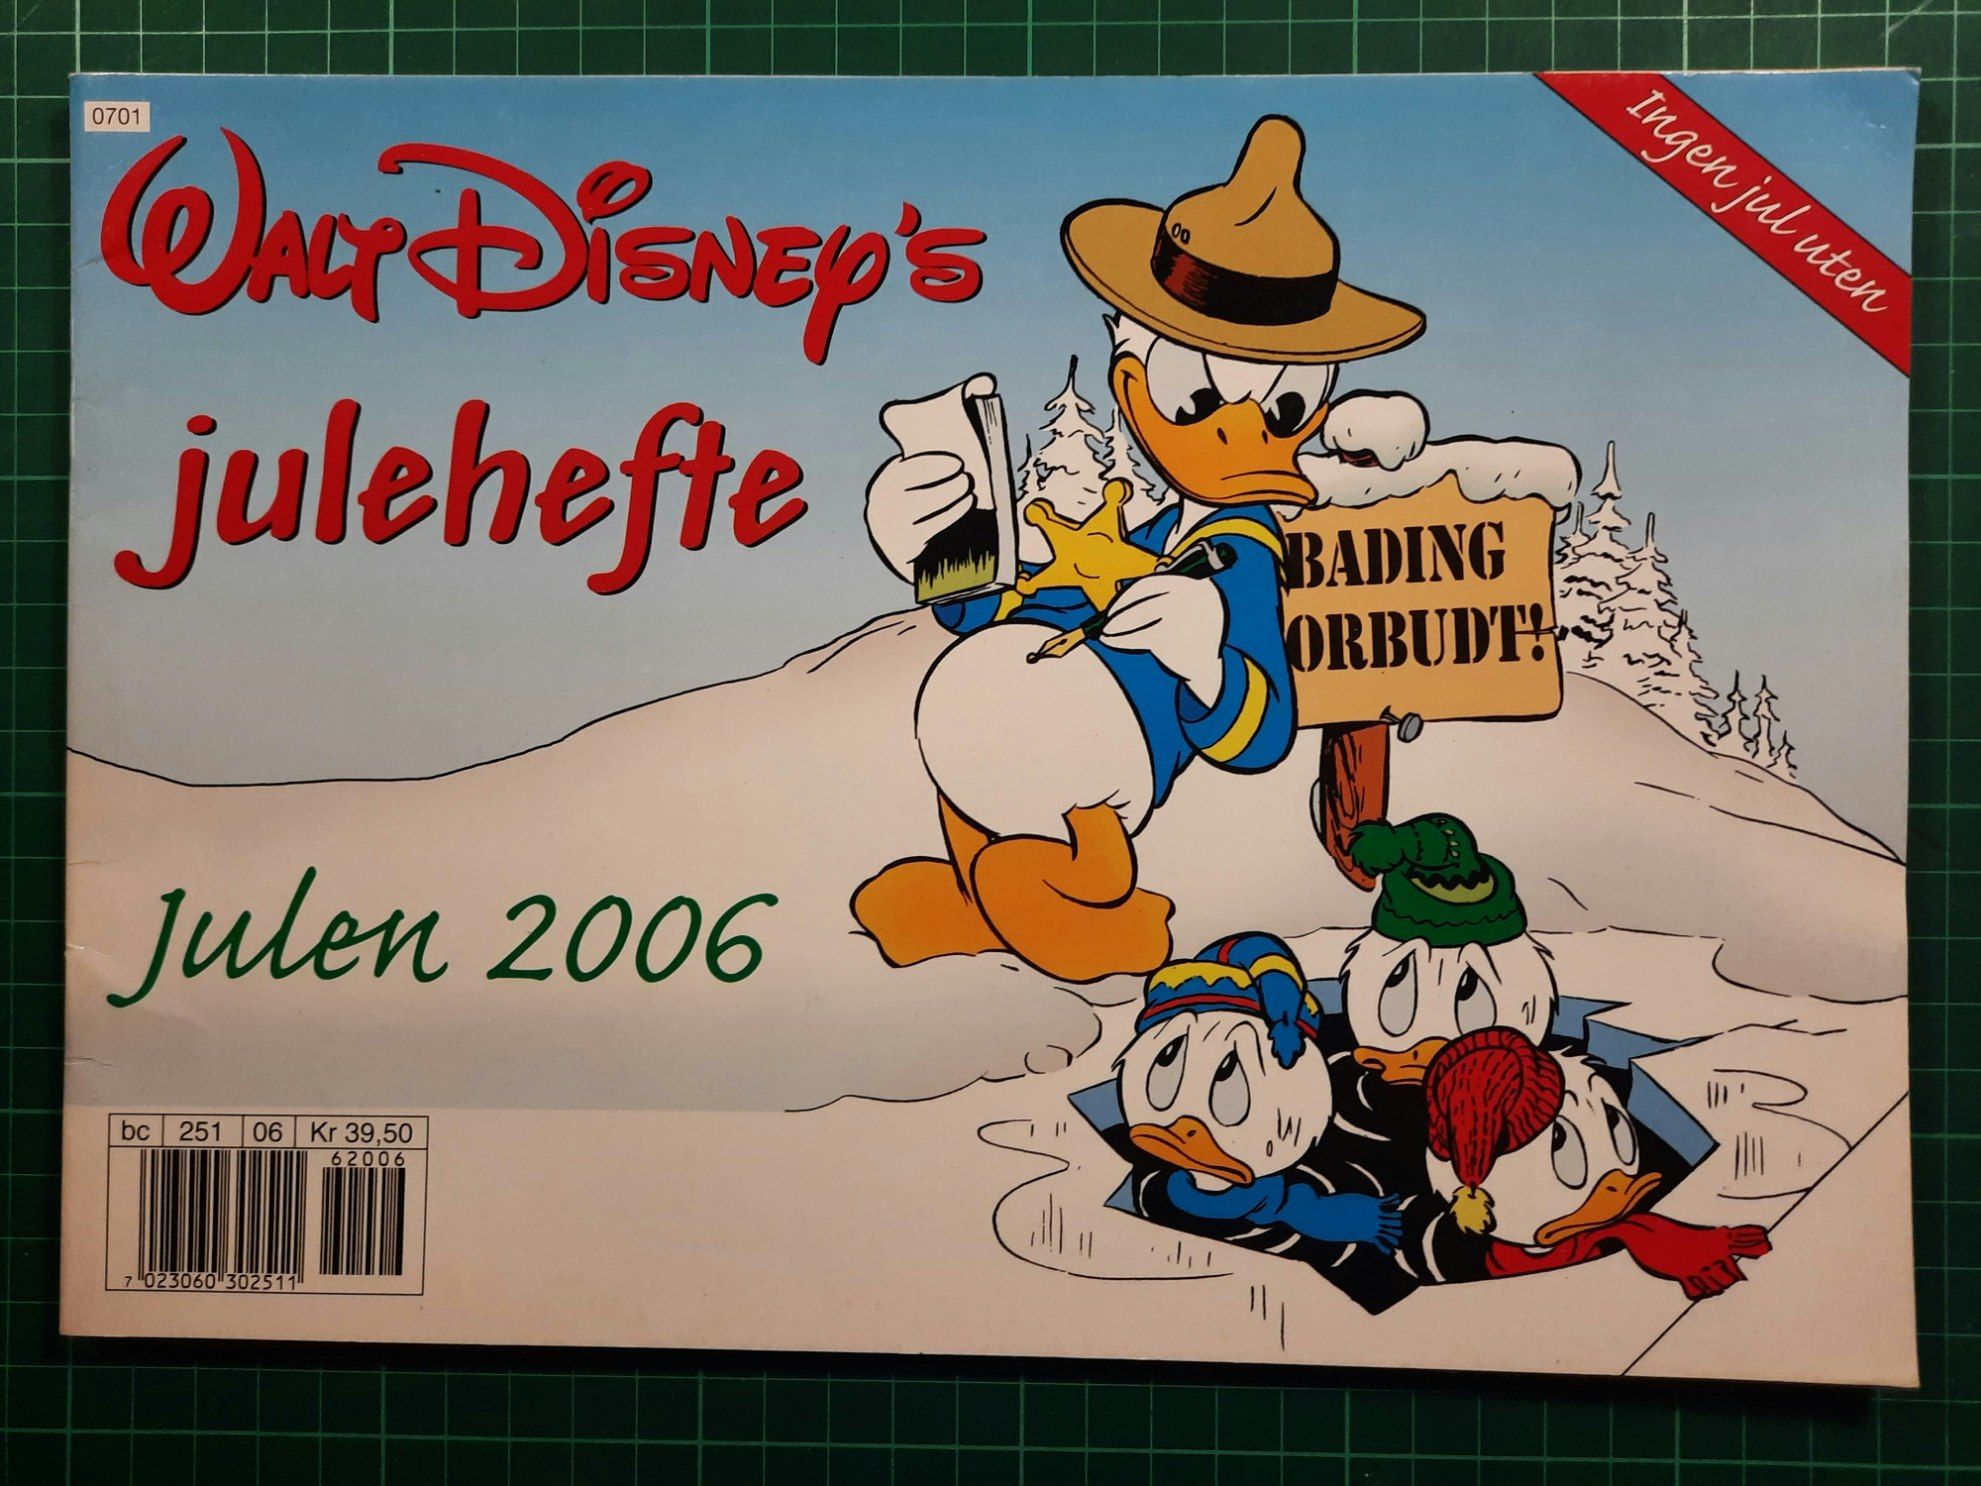 0701
WALT DISNEY'S
julehefte
Ingen jul uten
BADING
ORBUDT!
Julen 2006
bc 251 06 Kr 39,50
62006
7 023060 302511